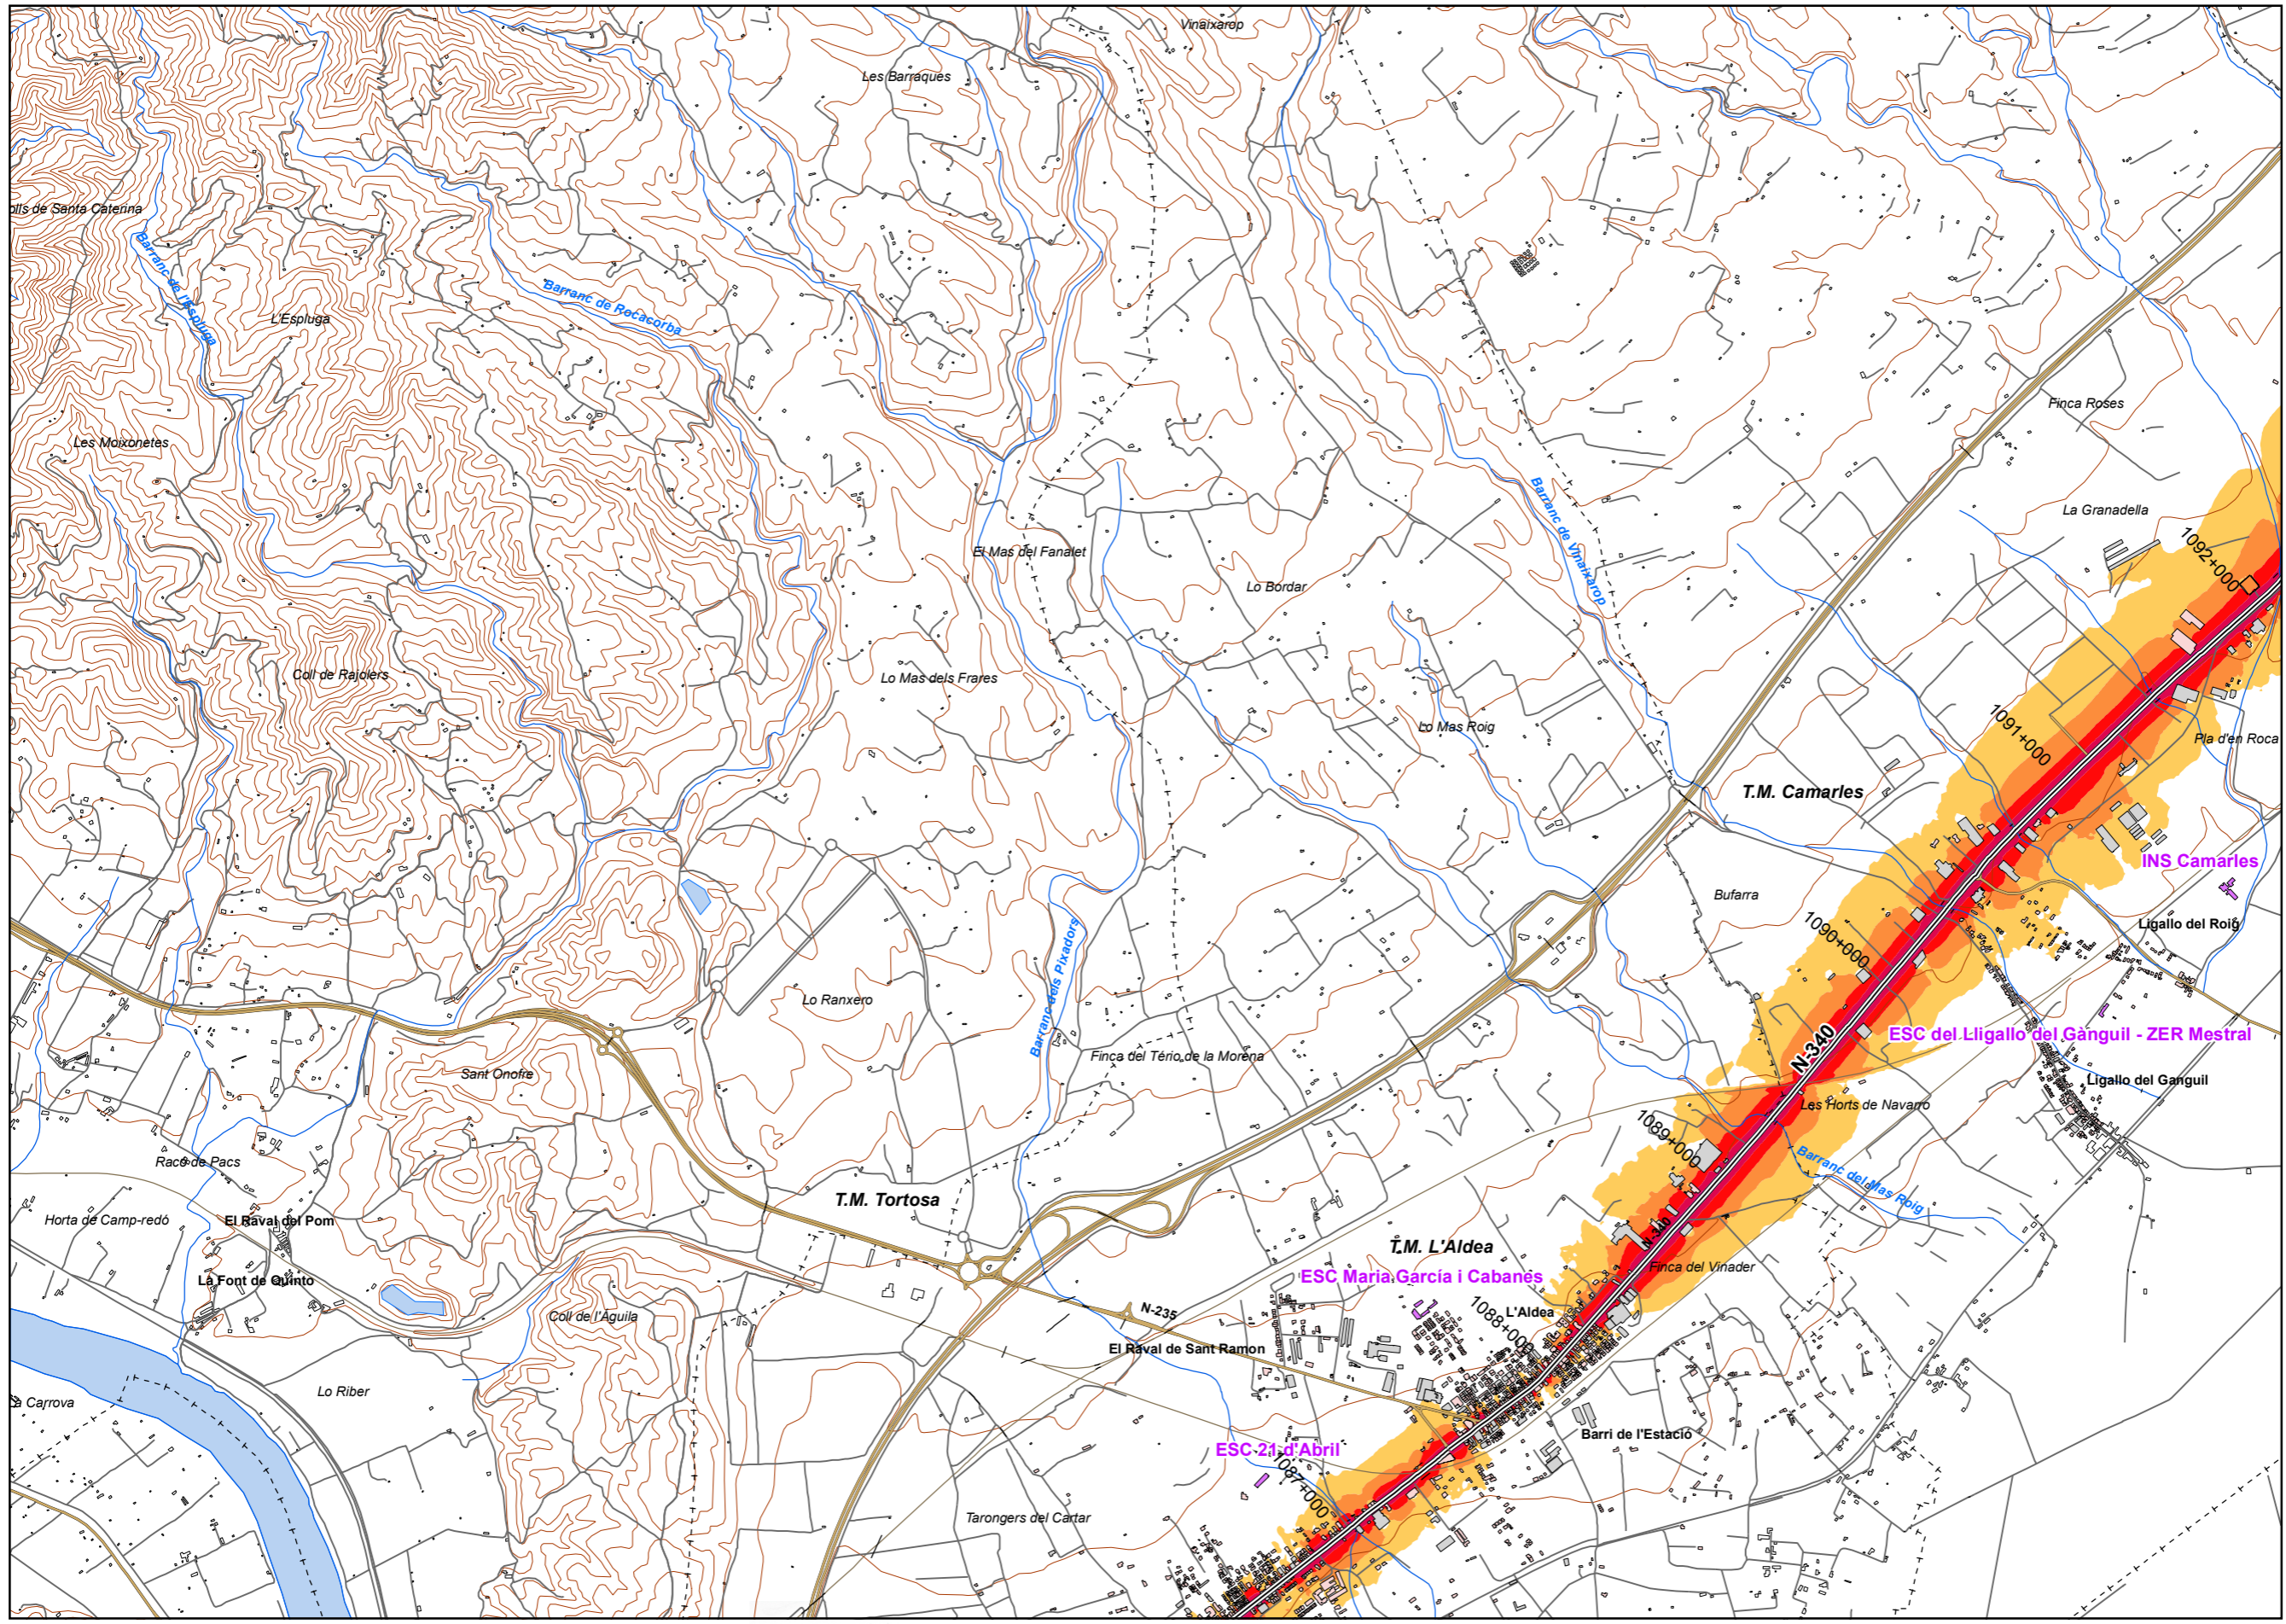 Vinaixarop
Les Barraques
olls de Santa Caterina
Barranc de l'Espluga
Barranc de Rocacorba
L'Espluga
Finca Roses
Les Moixonetes
Barranc de Vinaixarop
La Granadella
1092+000
El Mas del Fanalet
Lo Bordar
Coll de Rajolers
Lo Mas dels Frares
Lo Mas Roig
1091+000
Pla d'en Roca
T.M. Camarles
INS Camarles
Bufarra
Ligallo del Roig
1090+000
Barranc dels Pixadors
Lo Ranxero
ESC del Lligallo del Gànguil - ZER Mestral
N-340
Finca del Tério de la Morena
Sant Onofre
Ligallo del Ganguil
Les Horts de Navarro
1089+000
Racó de Pacs
Barranc del Mas Roig
T.M. Tortosa
Horta de Camp-redó
El Raval del Pom
N-340
T.M. L'Aldea
Finca del Vinader
ESC Maria García i Cabanés
La Font de Quinto
1088+000
L'Aldea
N-235
Coll de l'Àguila
El Raval de Sant Ramon
Lo Riber
a Carrova
Barri de l'Estació
ESC 21 d'Abril
1087+000
Tarongers del Cartar